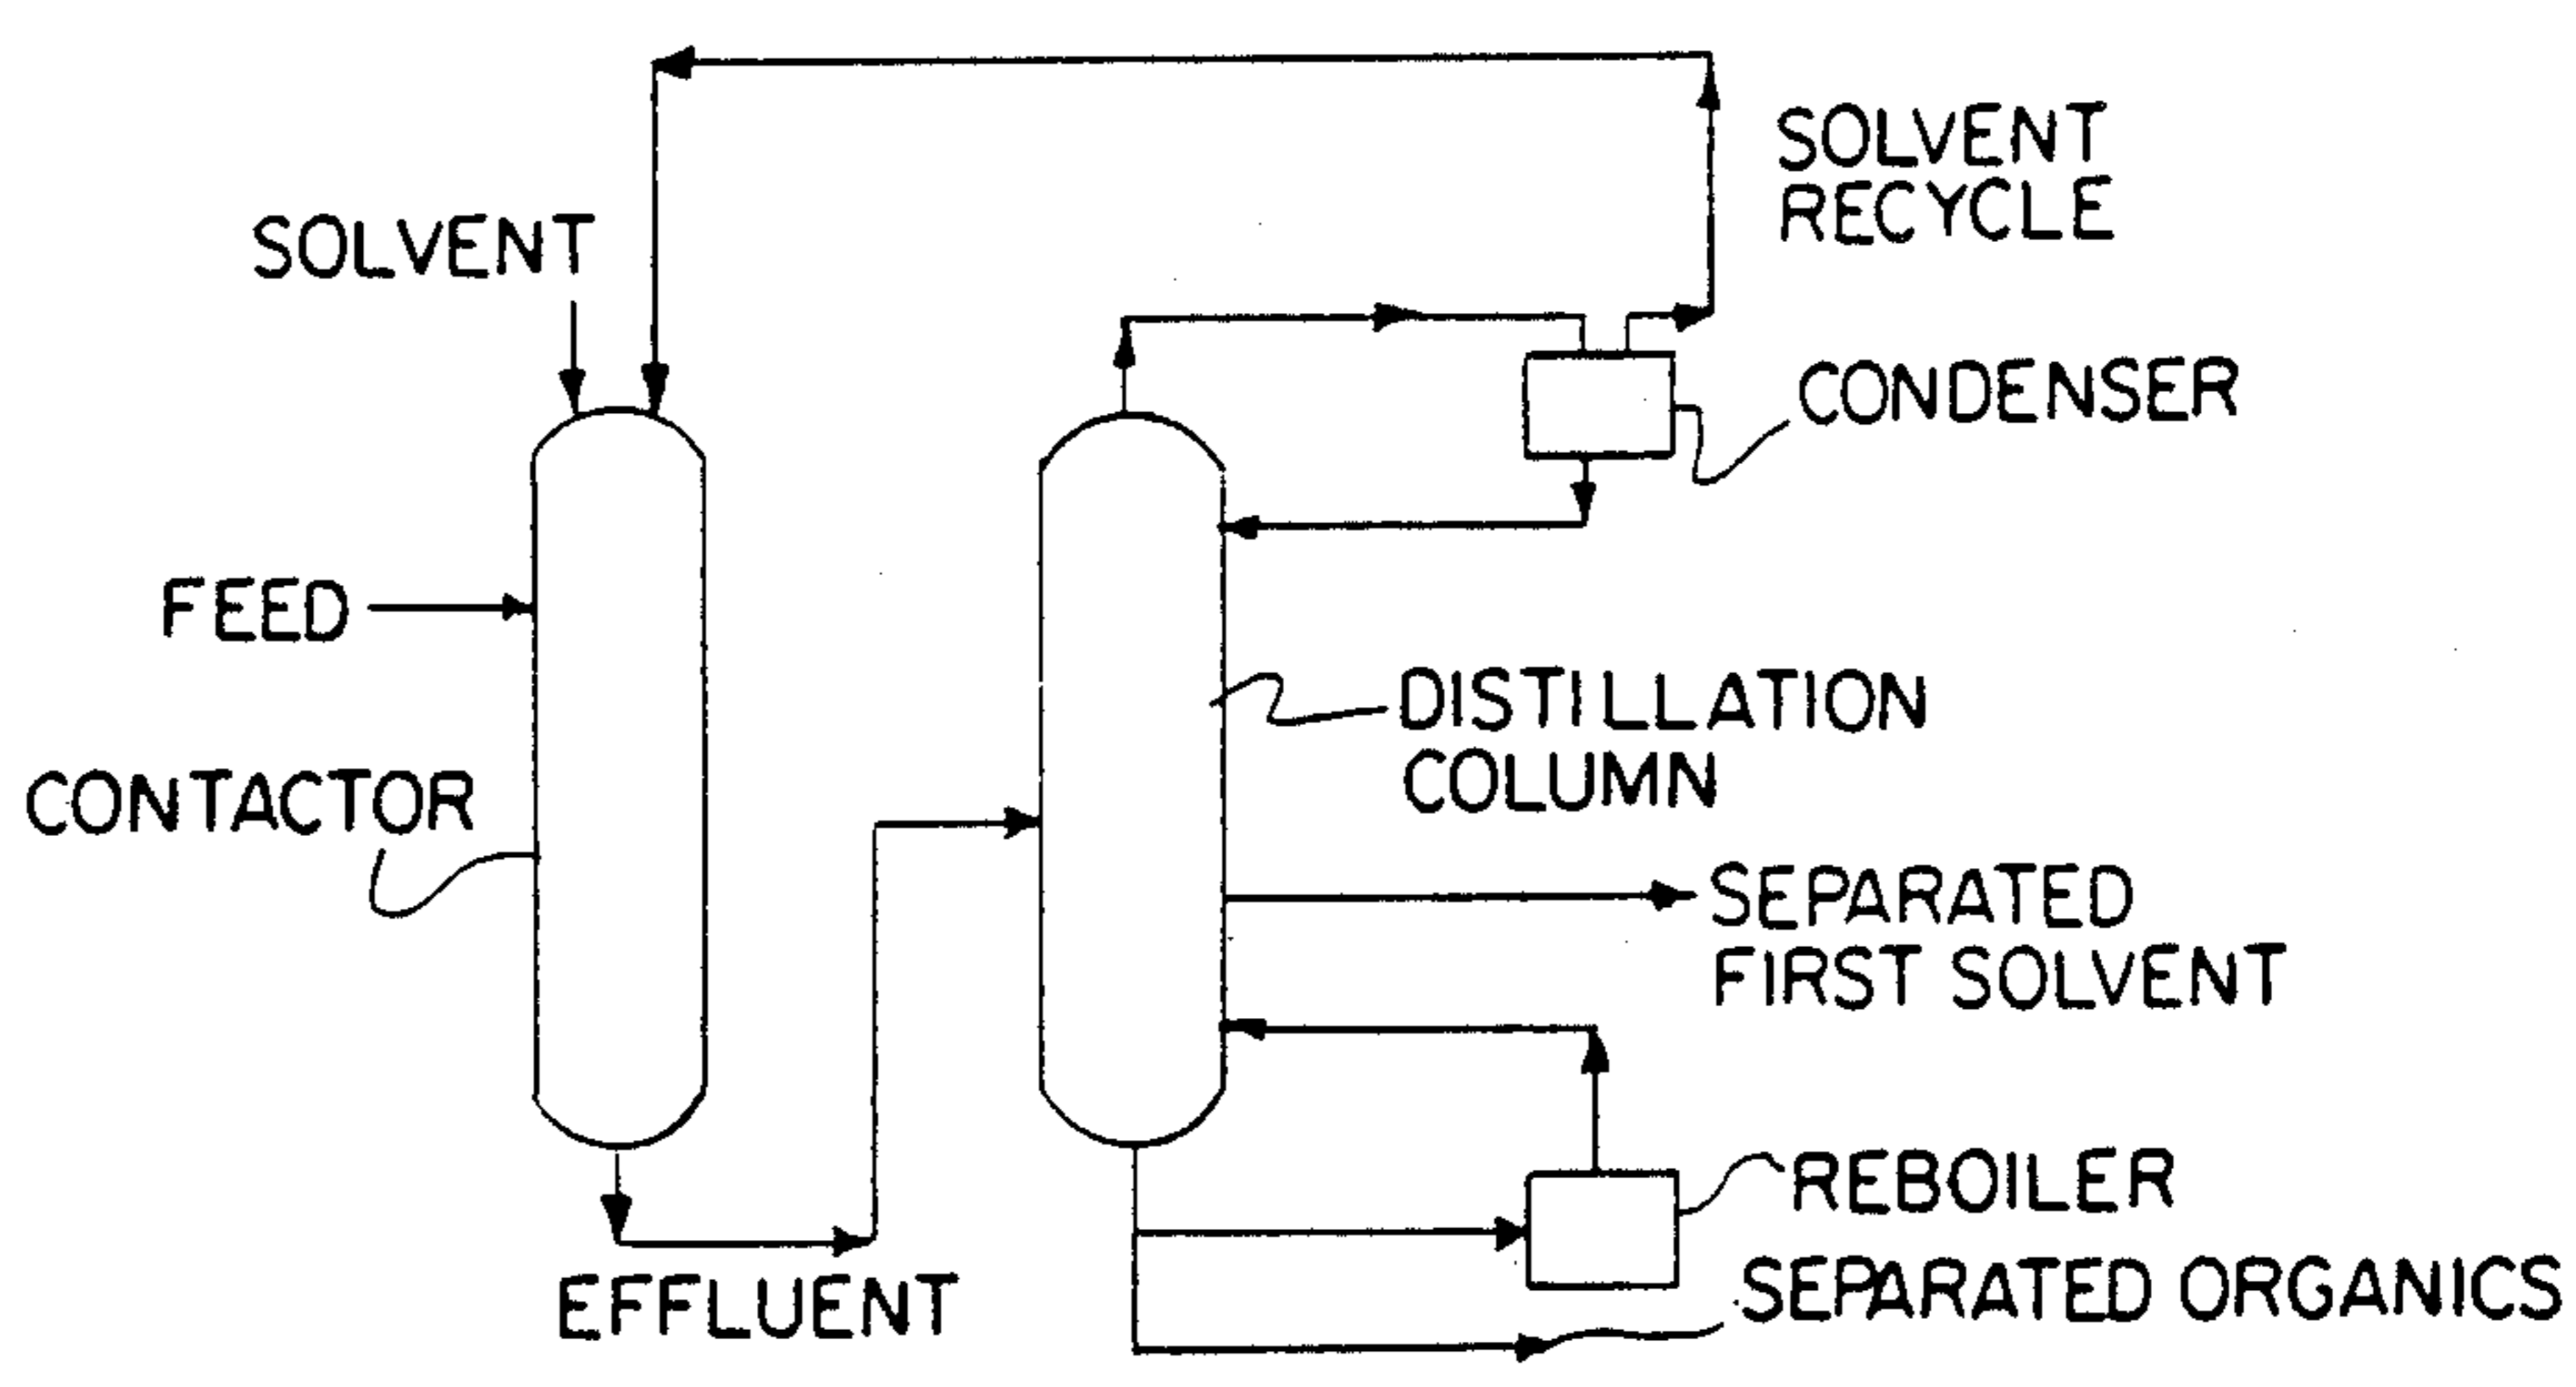 SOLVENT
RECYCLE
SOLVENT
CONDENSER
FEED
DISTILLATION
COLUMN
CONTACTOR
SEPARATED
FIRST SOLVENT
REBOILER
SEPARATED ORGANICS
EFFLUENT